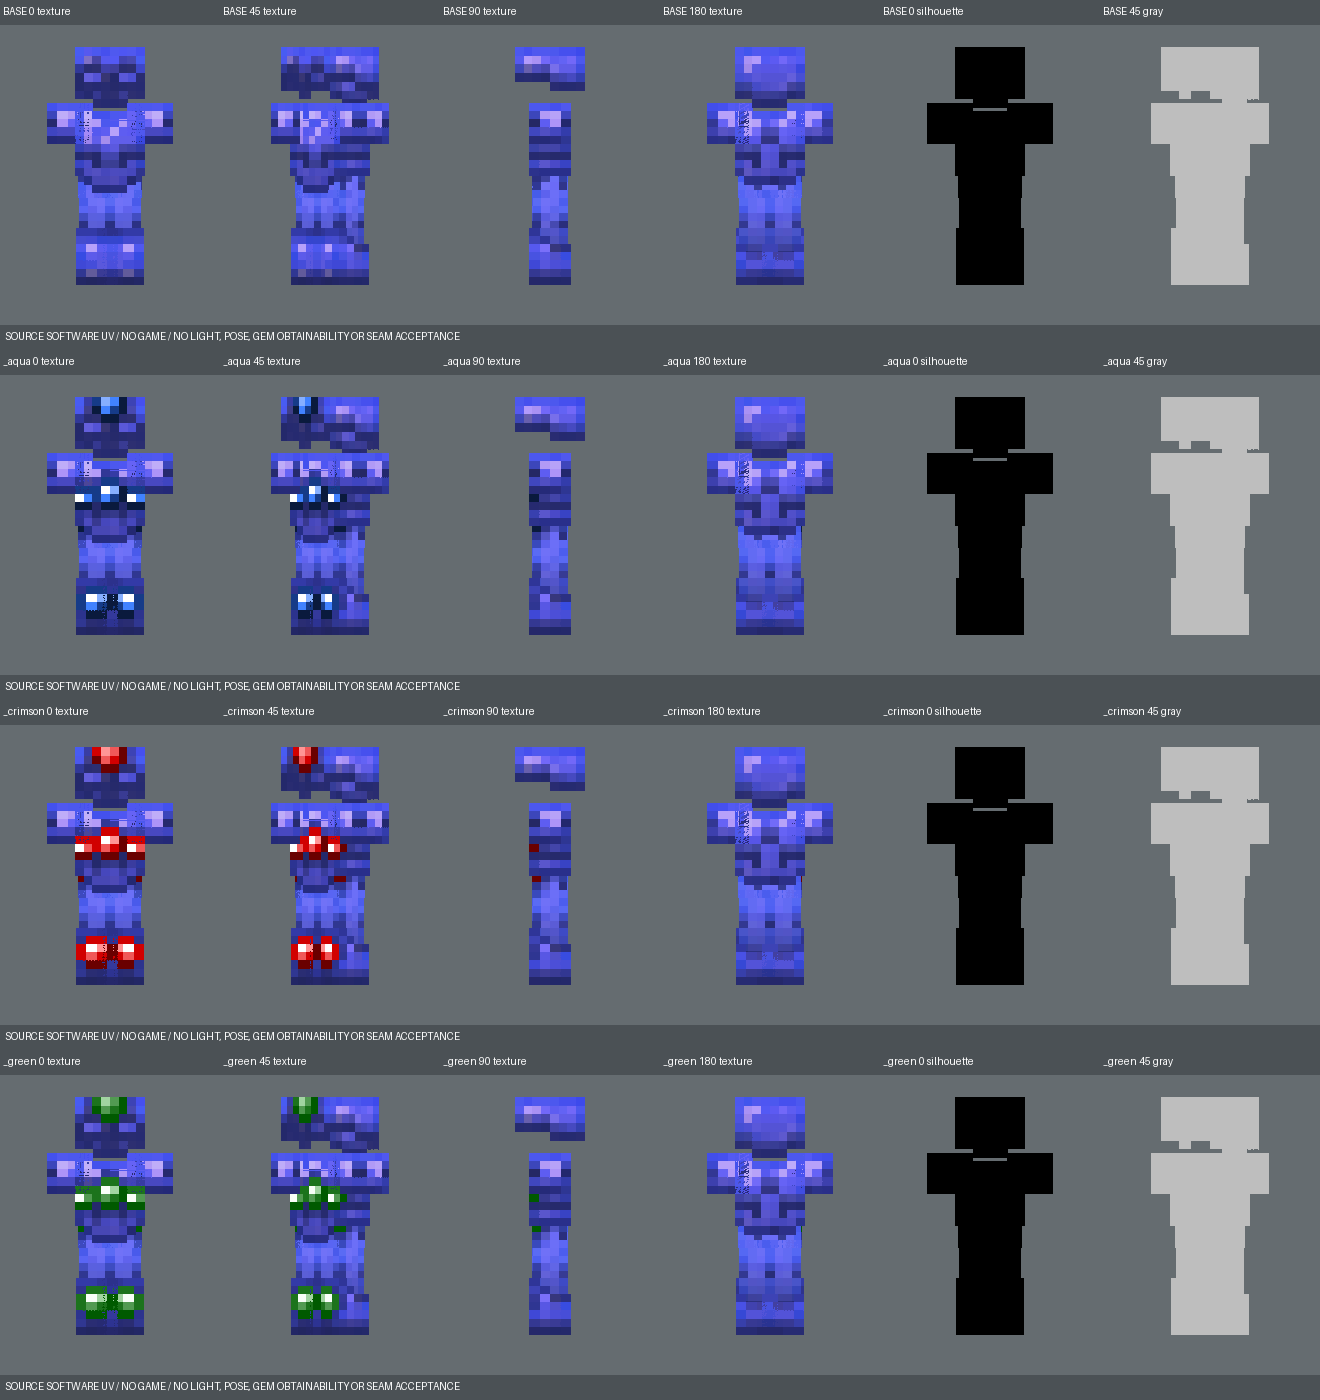 BASE 0 texture BASE 45 texture BASE 90 texture BASE 180 texture BASE 0 silhouette BASE 45 gray
SOURCE SOFTWARE UV / NO GAME / NO LIGHT, POSE, GEM OBTAINABILITY OR SEAM ACCEPTANCE
_aqua 0 texture _aqua 45 texture _aqua 90 texture _aqua 180 texture _aqua 0 silhouette _aqua 45 gray
SOURCE SOFTWARE UV / NO GAME / NO LIGHT, POSE, GEM OBTAINABILITY OR SEAM ACCEPTANCE
_crimson 0 texture _crimson 45 texture _crimson 90 texture _crimson 180 texture _crimson 0 silhouette _crimson 45 gray
SOURCE SOFTWARE UV / NO GAME / NO LIGHT, POSE, GEM OBTAINABILITY OR SEAM ACCEPTANCE
_green 0 texture _green 45 texture _green 90 texture _green 180 texture _green 0 silhouette _green 45 gray
SOURCE SOFTWARE UV / NO GAME / NO LIGHT, POSE, GEM OBTAINABILITY OR SEAM ACCEPTANCE